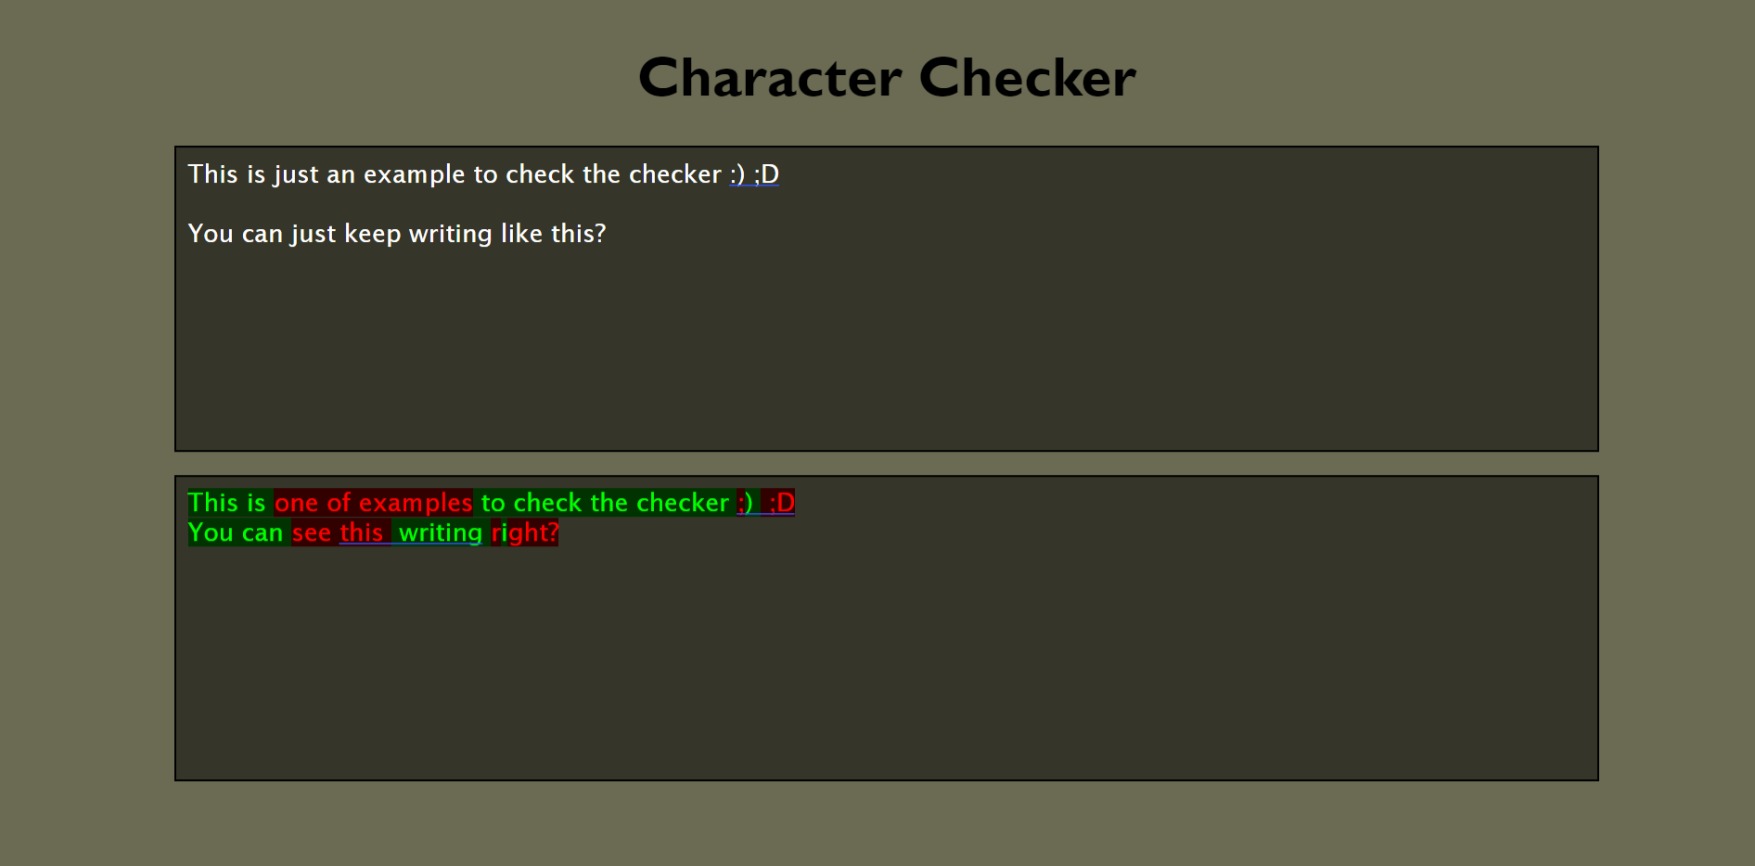 Character Checker
This is just an example to check the checker :) ;D
You can just keep writing like this?
This is one of examples to check the checker ;)  ;D
You can see this  writing right?